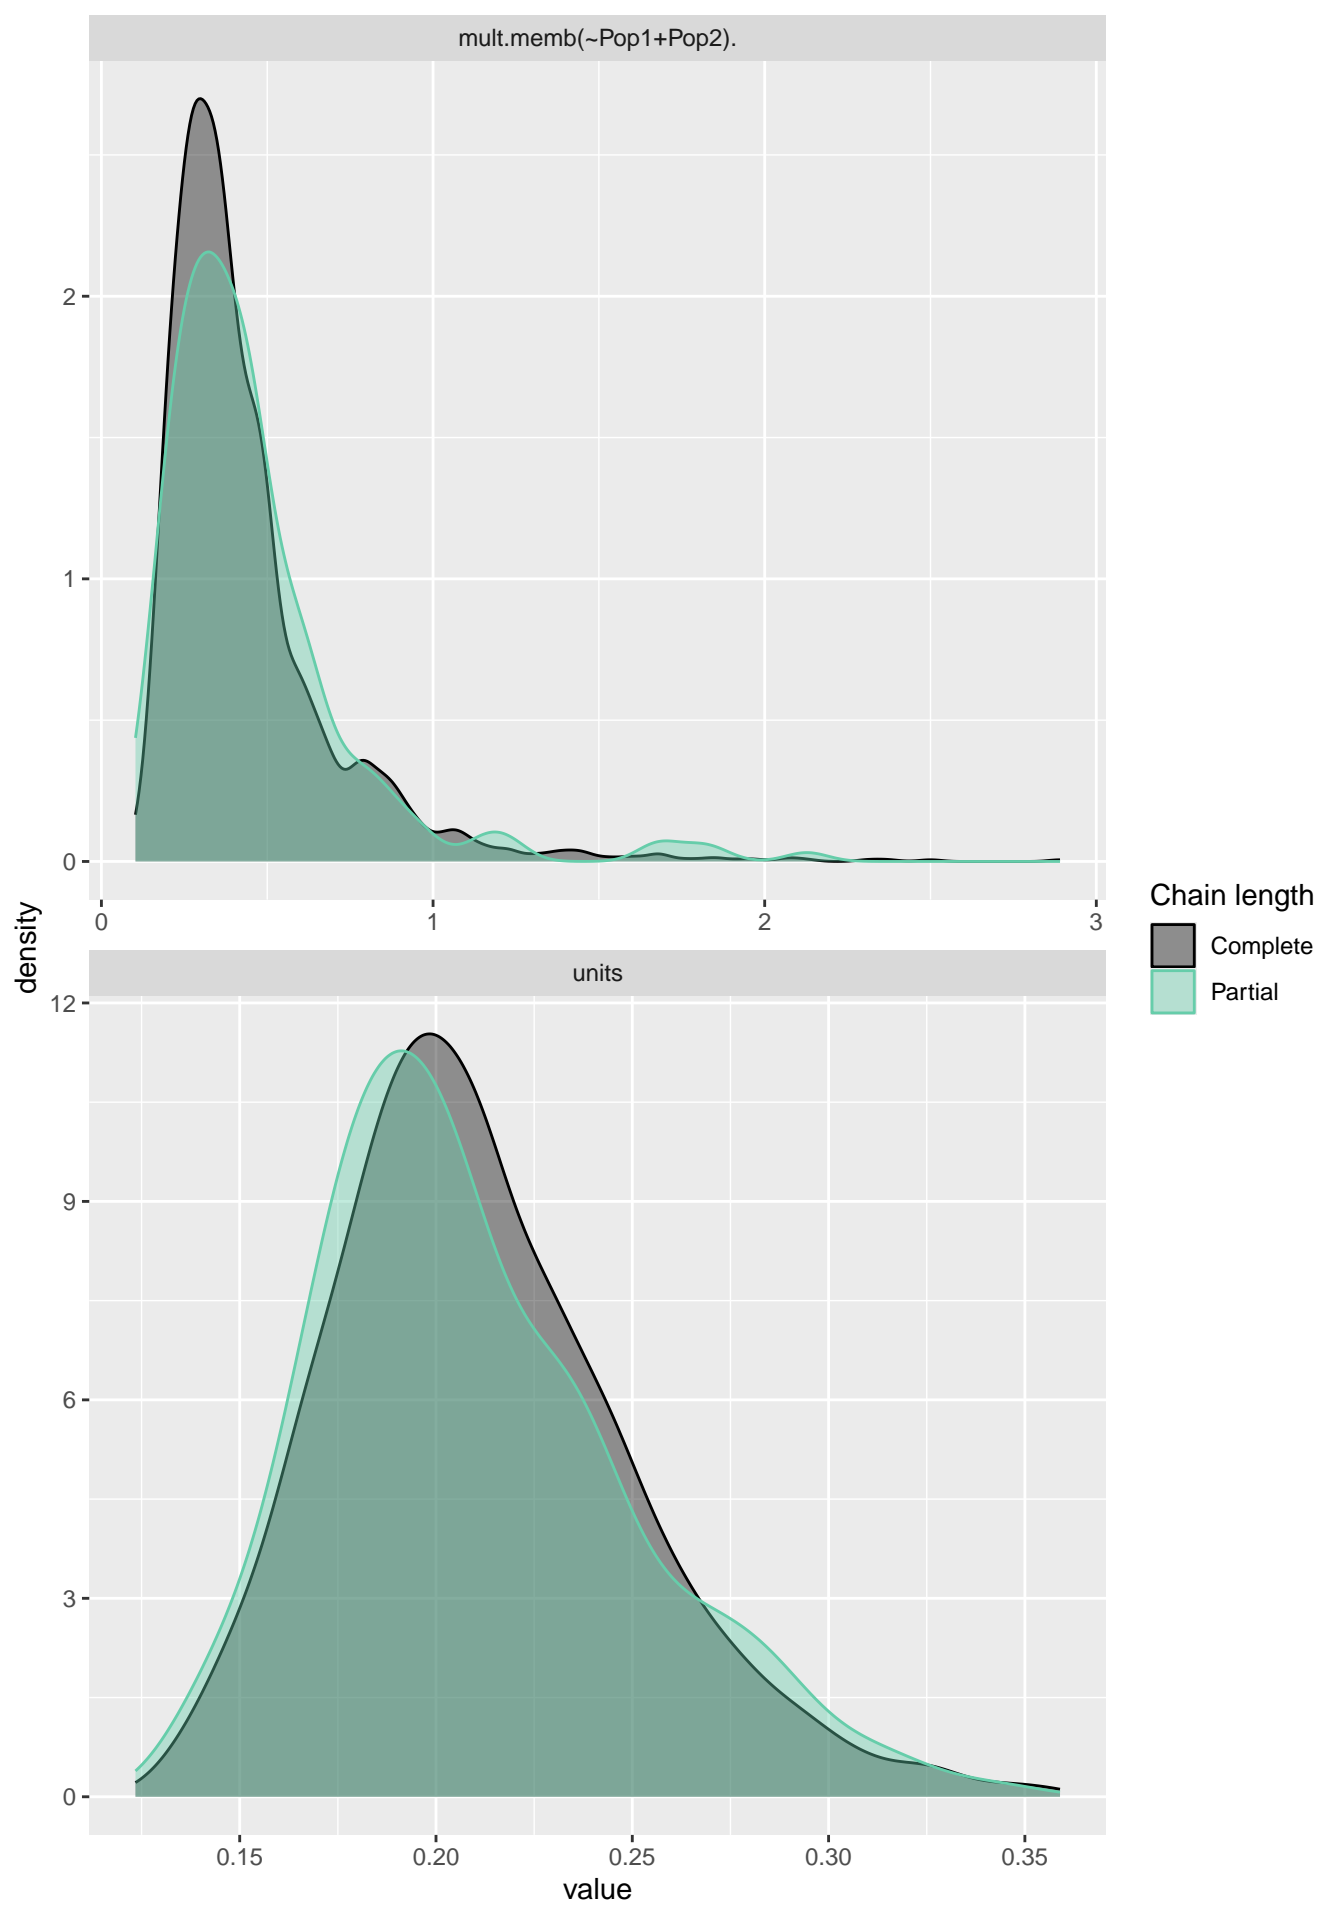 mult.memb(~Pop1+Pop2).
2
1
0
0
1
2
3
density
units
12
9
6
3
0
0.15
0.20
0.25
0.30
0.35
value
Chain length
Complete
Partial